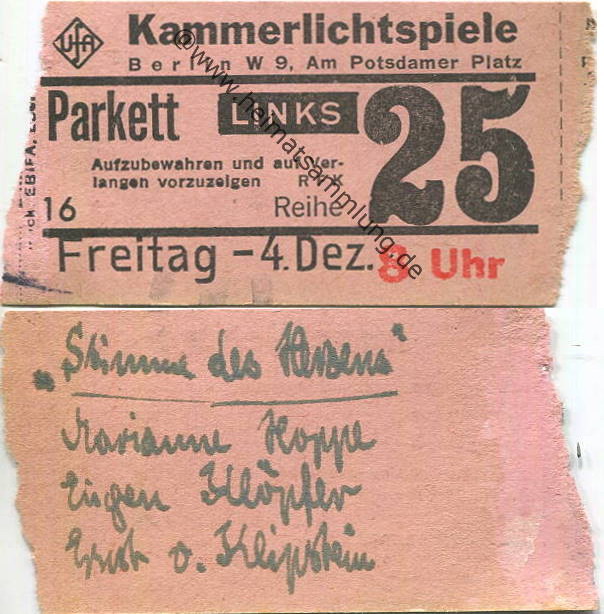 UfA Kammerlichtspiele
Berlin W 9, Am Potsdamer Platz
Parkett LINKS 25
Aufzubewahren und auf Ver-
langen vorzuzeigen R K
16 Reihe
Freitag – 4. Dez. 8 Uhr
©www.heimatsammlung.de
„Stimme des Herzens"
Marianne Hoppe
Eugen Klöpfer
Ernst v. Klipstein